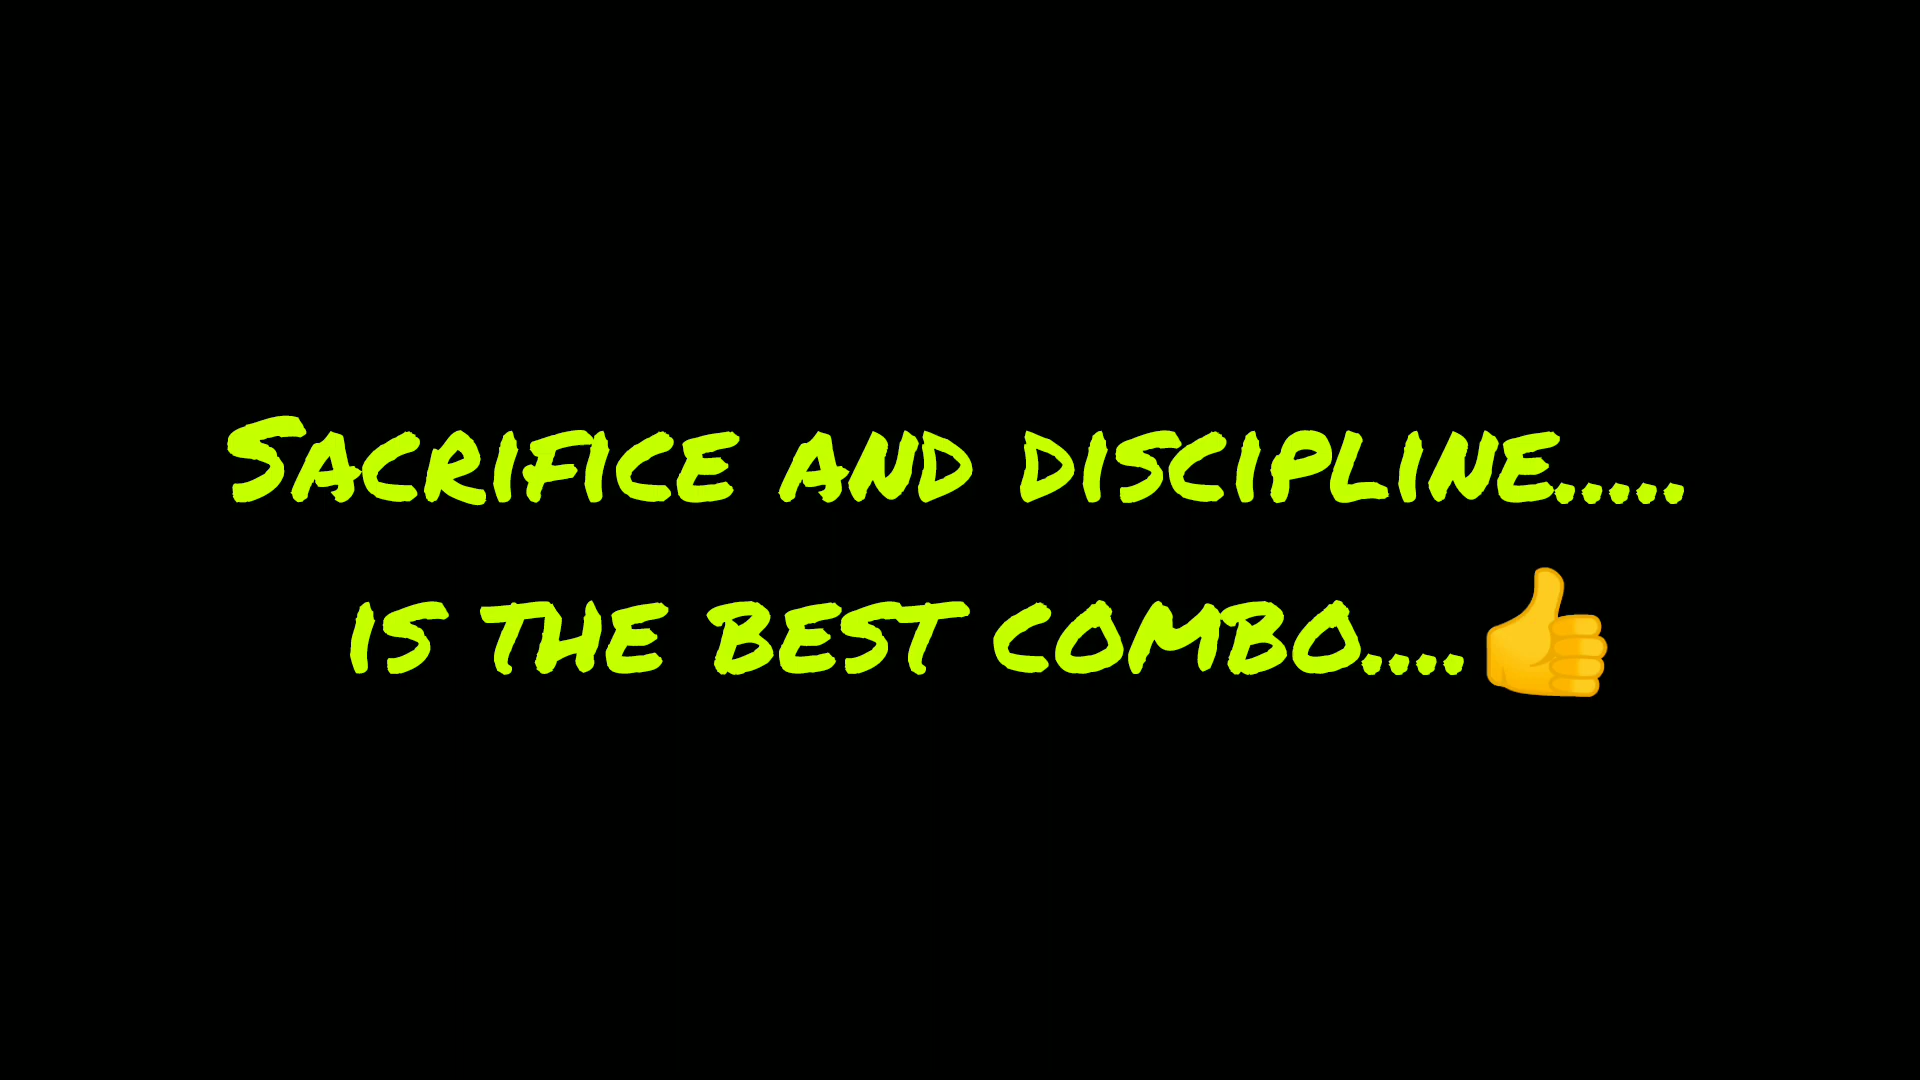 Sacrifice and discipline.....
is the best combo....👍